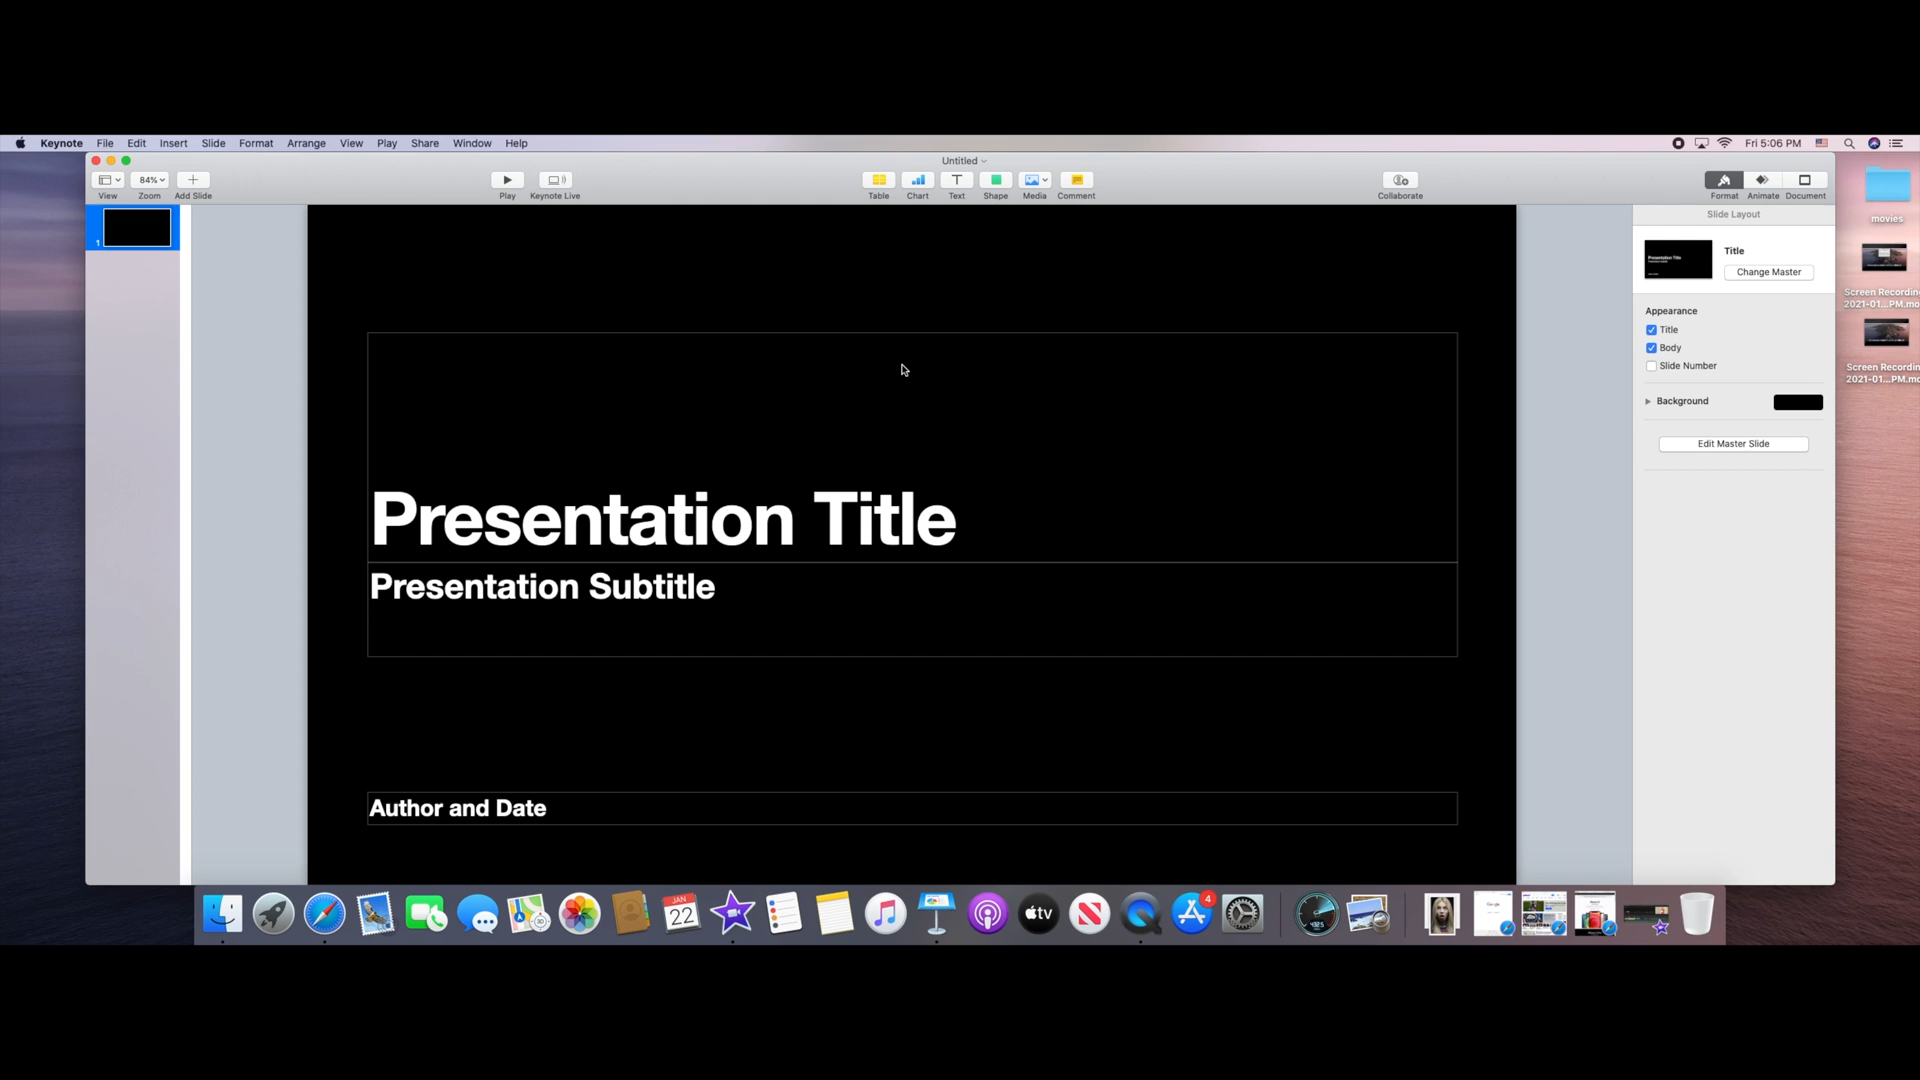 Keynote File Edit Insert Slide Format Arrange View Play Share Window Help Fri 5:06 PM
Untitled
84%
View Zoom Add Slide Play Keynote Live Table Chart Text Shape Media Comment Collaborate Format Animate Document
1
Slide Layout
Presentation Title
Title
Change Master
Appearance
Title
Body
Slide Number
Background
Edit Master Slide
Presentation Title
Presentation Subtitle
Author and Date
movies
Screen Recording
2021-01...PM.mo
Screen Recordin
2021-01...PM.mo
JAN
22
tv
4